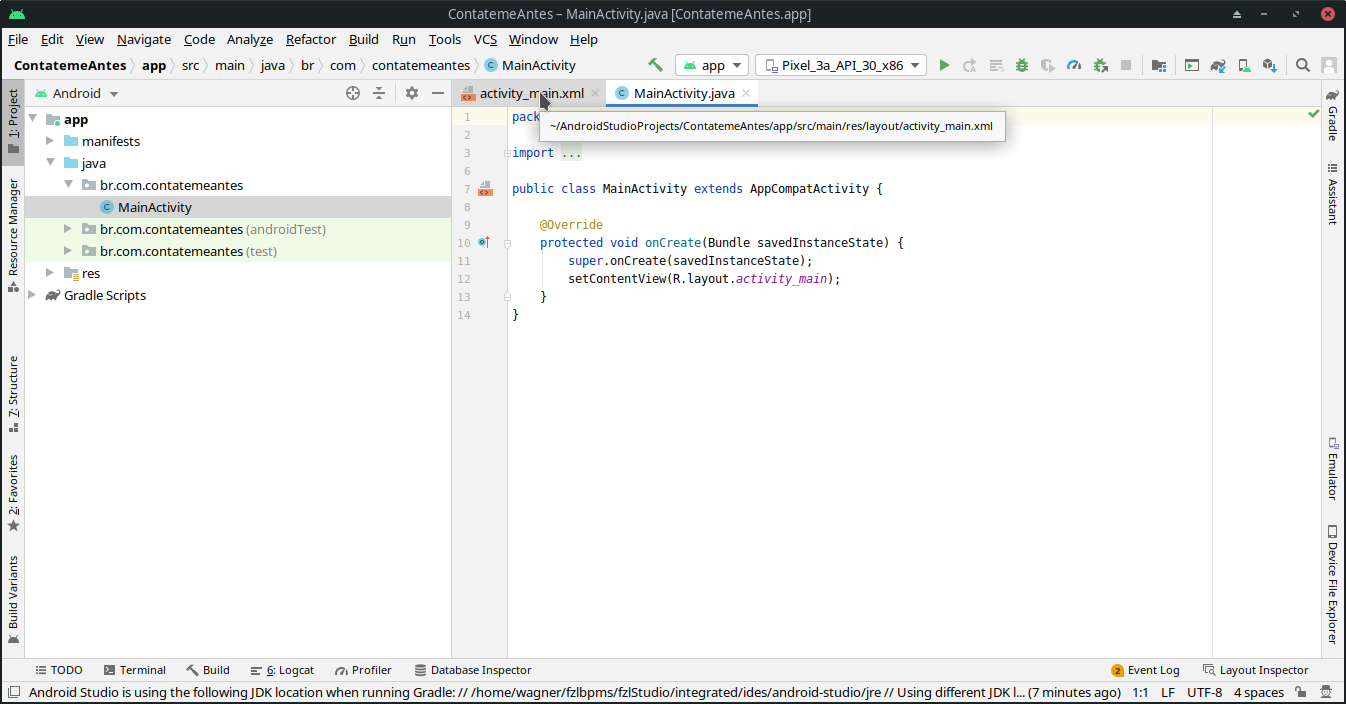 ContatemeAntes – MainActivity.java [ContatemeAntes.app]
File Edit View Navigate Code Analyze Refactor Build Run Tools VCS Window Help
ContatemeAntes app src main java br com contatemeantes MainActivity app Pixel_3a_API_30_x86
1: Project
Resource Manager
7: Structure
2: Favorites
Build Variants
Android
app
manifests
java
br.com.contatemeantes
MainActivity
br.com.contatemeantes (androidTest)
br.com.contatemeantes (test)
res
Gradle Scripts
activity_main.xml MainActivity.java
~/AndroidStudioProjects/ContatemeAntes/app/src/main/res/layout/activity_main.xml
1 pack
2
3 import ...
6
7 public class MainActivity extends AppCompatActivity {
8
9 @Override
10 protected void onCreate(Bundle savedInstanceState) {
11 super.onCreate(savedInstanceState);
12 setContentView(R.layout.activity_main);
13 }
14 }
Gradle
Assistant
Emulator
Device File Explorer
TODO Terminal Build 6: Logcat Profiler Database Inspector 2 Event Log Layout Inspector
Android Studio is using the following JDK location when running Gradle: // /home/wagner/fzlbpms/fzlStudio/integrated/ides/android-studio/jre // Using different JDK l... (7 minutes ago) 1:1 LF UTF-8 4 spaces